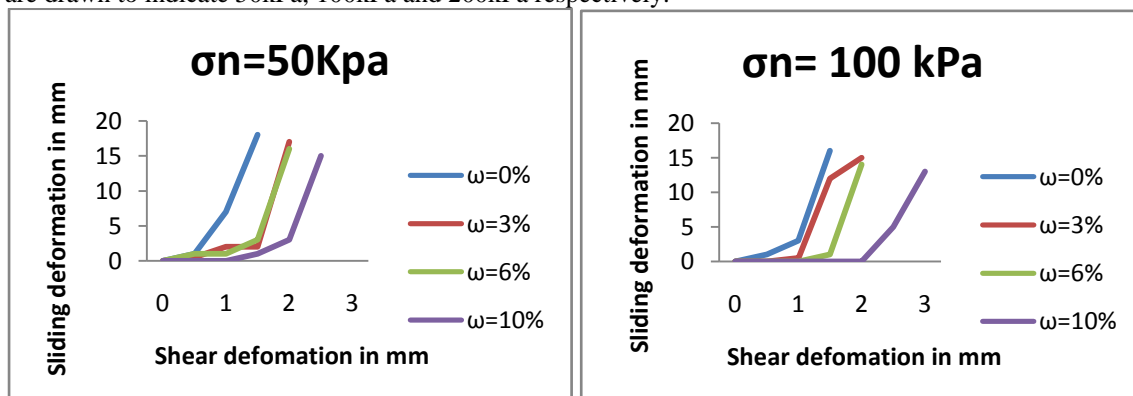 are drawn to indicate 50kPa, 100kPa and 200kPa respectively.
σn=50Kpa
Sliding deformation in mm
20
15
10
5
0
0 1 2 3
Shear defomation in mm
ω=0%
ω=3%
ω=6%
ω=10%
σn= 100 kPa
Sliding deformation in mm
20
15
10
5
0
0 1 2 3
Shear defomation in mm
ω=0%
ω=3%
ω=6%
ω=10%